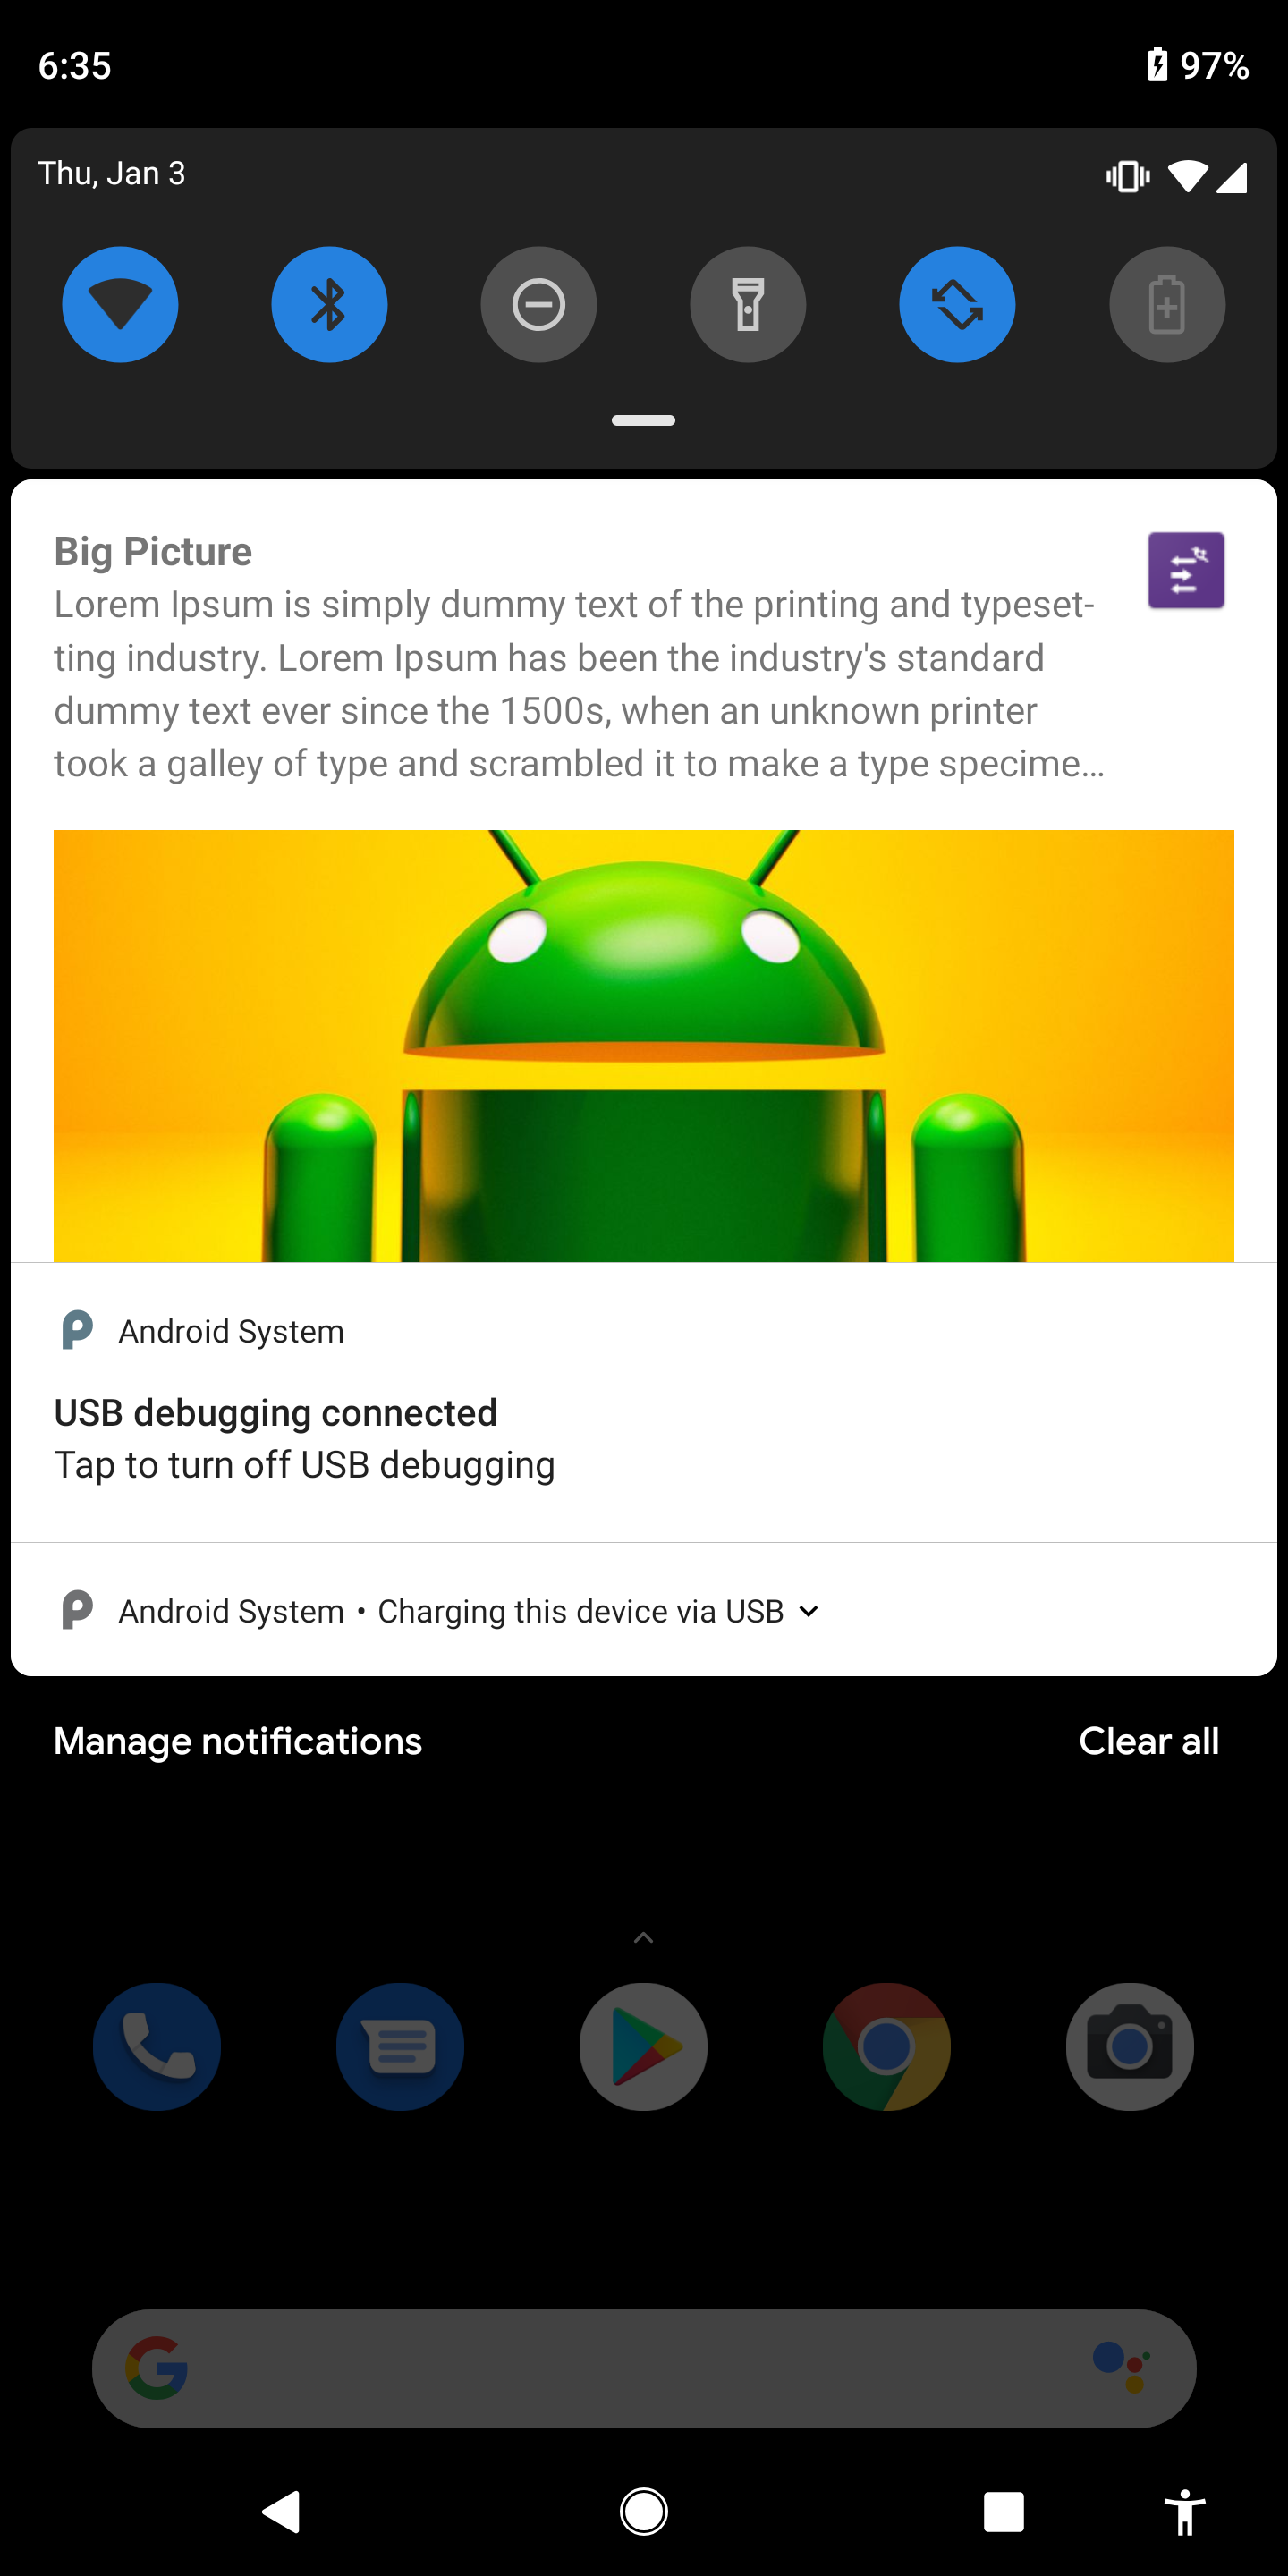 6:35
97%
Thu, Jan 3
Big Picture
Lorem Ipsum is simply dummy text of the printing and typeset-
ting industry. Lorem Ipsum has been the industry's standard
dummy text ever since the 1500s, when an unknown printer
took a galley of type and scrambled it to make a type specime…
Android System
USB debugging connected
Tap to turn off USB debugging
Android System • Charging this device via USB
Manage notifications
Clear all